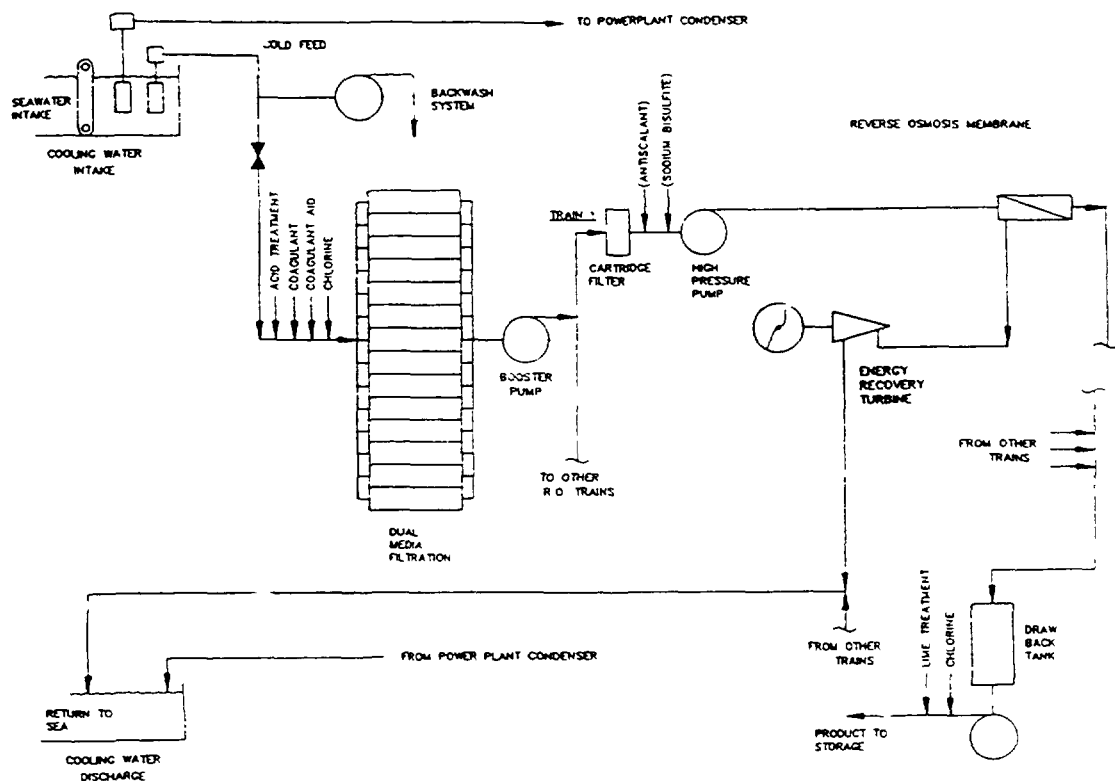 TO POWERPLANT CONDENSER
COLD FEED
SEAWATER
INTAKE
BACKWASH
SYSTEM
COOLING WATER
INTAKE
(ANTISCALANT)
(SODIUM BISULFITE)
REVERSE OSMOSIS MEMBRANE
TRAIN
CARTRIDGE
FILTER
HIGH
PRESSURE
PUMP
ACID TREATMENT
COAGULANT
COAGULANT AID
CHLORINE
BOOSTER
PUMP
ENERGY
RECOVERY
TURBINE
FROM OTHER
TRAINS
TO OTHER
R O TRAINS
DUAL
MEDIA
FILTRATION
LIME TREATMENT
CHLORINE
DRAW
BACK
TANK
FROM OTHER
TRAINS
FROM POWER PLANT CONDENSER
RETURN TO
SEA
PRODUCT TO
STORAGE
COOLING WATER
DISCHARGE